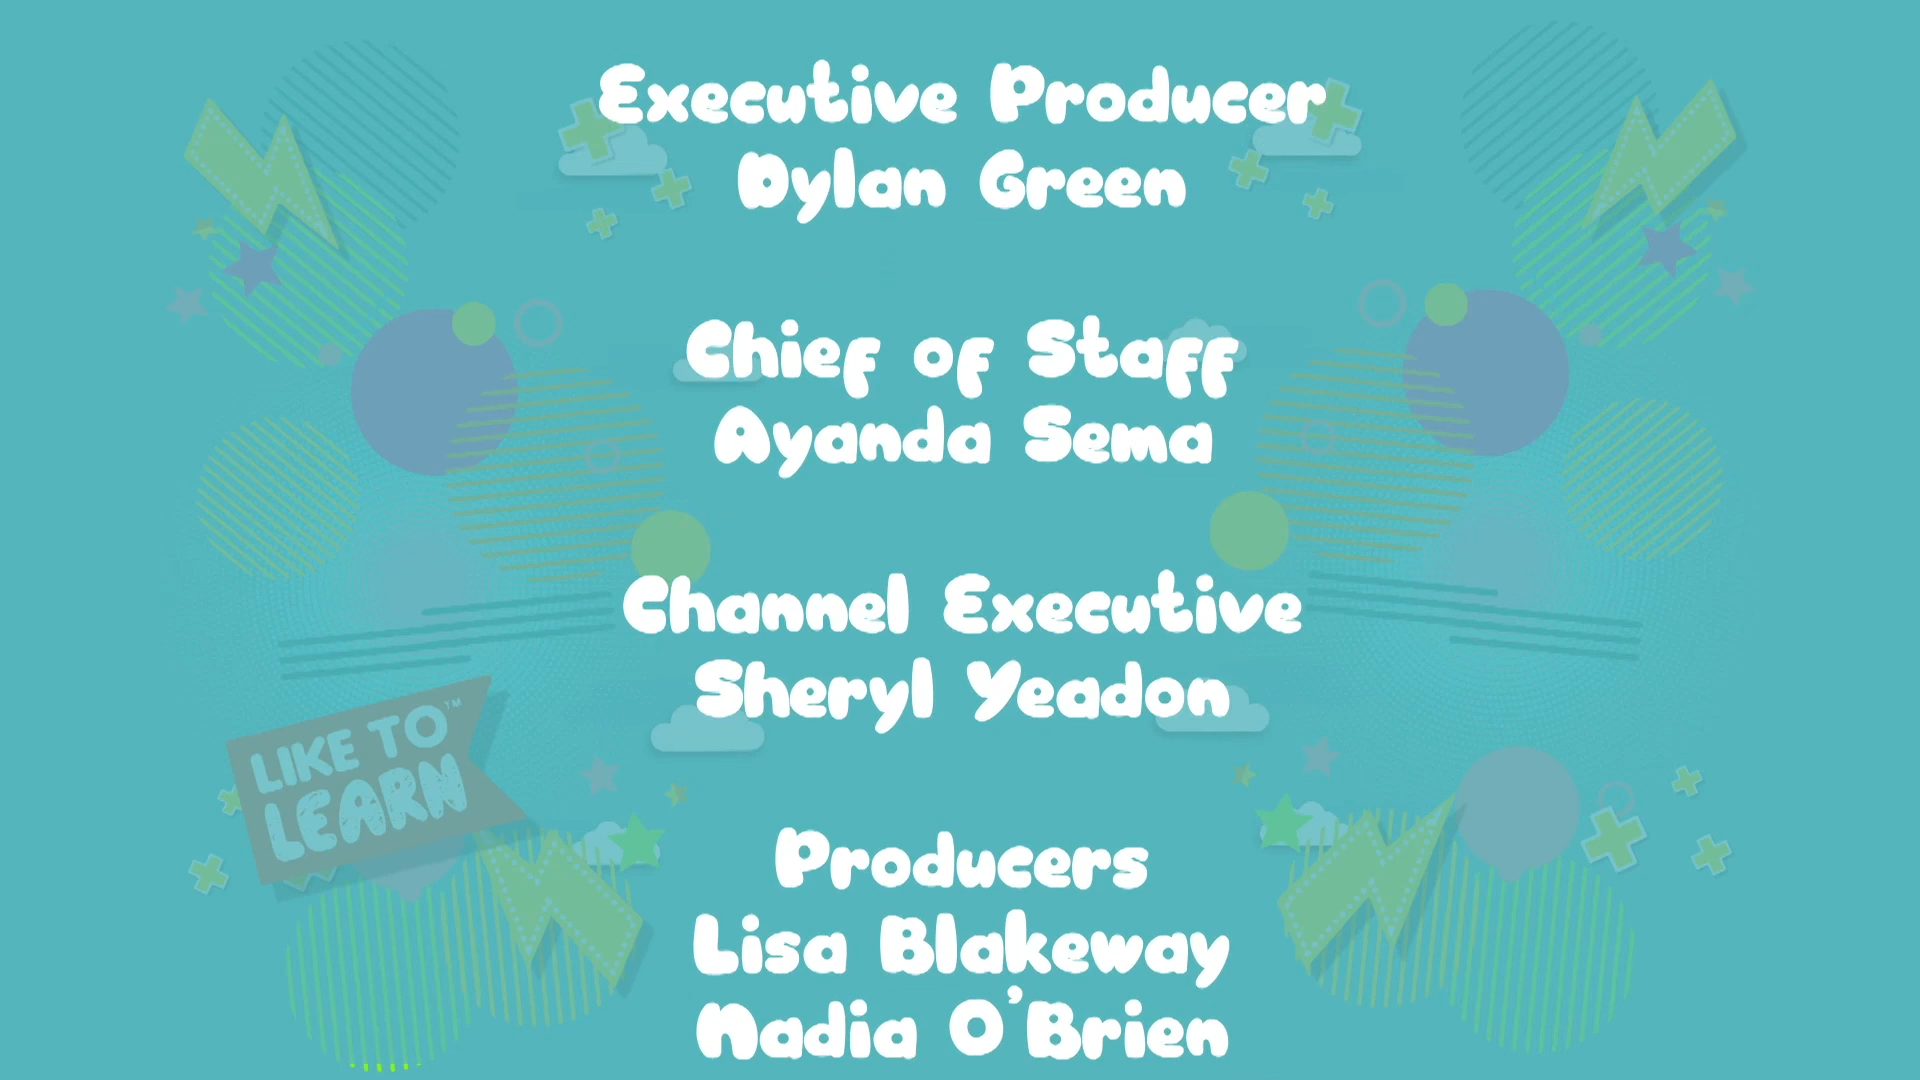 Executive Producer
Dylan Green
Chief of Staff
Ayanda Sema
Channel Executive
Sheryl Yeadon
LIKE TO™
LEARN
Producers
Lisa Blakeway
Nadia O'Brien